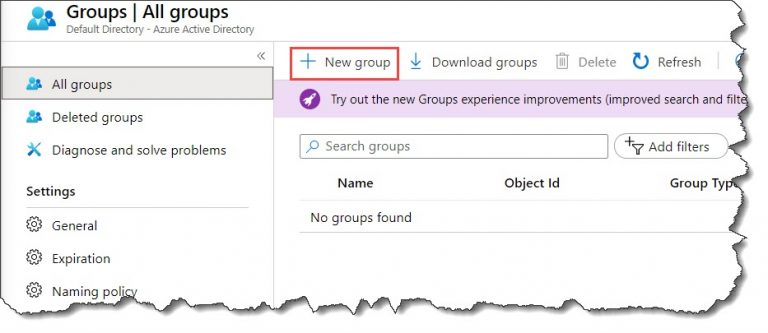 Groups | All groups
Default Directory - Azure Active Directory
«
All groups
Deleted groups
Diagnose and solve problems
Settings
General
Expiration
Naming policy
+ New group
Download groups
Delete
Refresh
Try out the new Groups experience improvements (improved search and filte
Search groups
Add filters
Name Object Id Group Type
No groups found